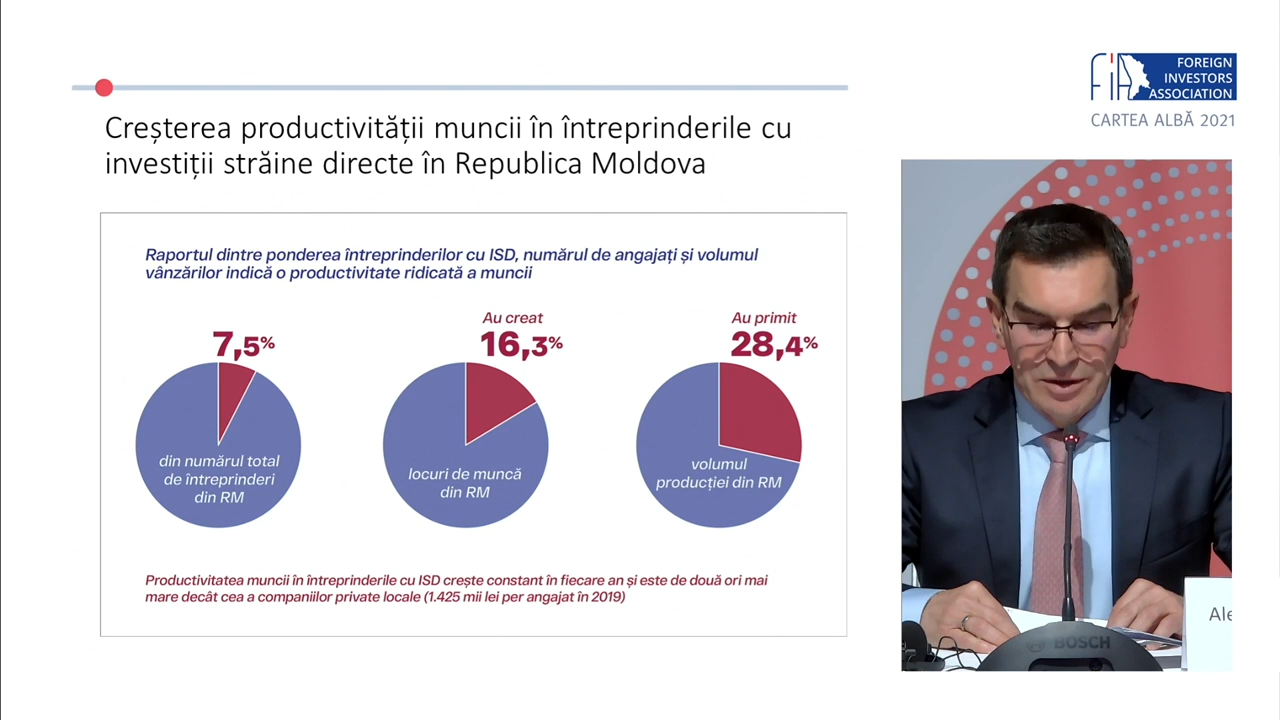 FIA
FOREIGN
INVESTORS
ASSOCIATION
CARTEA ALBĂ 2021
Creșterea productivității muncii în întreprinderile cu
investiții străine directe în Republica Moldova
Raportul dintre ponderea întreprinderilor cu ISD, numărul de angajați și volumul
vânzărilor indică o productivitate ridicată a muncii
7,5%
din numărul total
de întreprinderi
din RM
Au creat
16,3%
locuri de muncă
din RM
Au primit
28,4%
volumul
producției din RM
Productivitatea muncii în întreprinderile cu ISD crește constant în fiecare an și este de două ori mai
mare decât cea a companiilor private locale (1.425 mii lei per angajat în 2019)
BOSCH
Ale